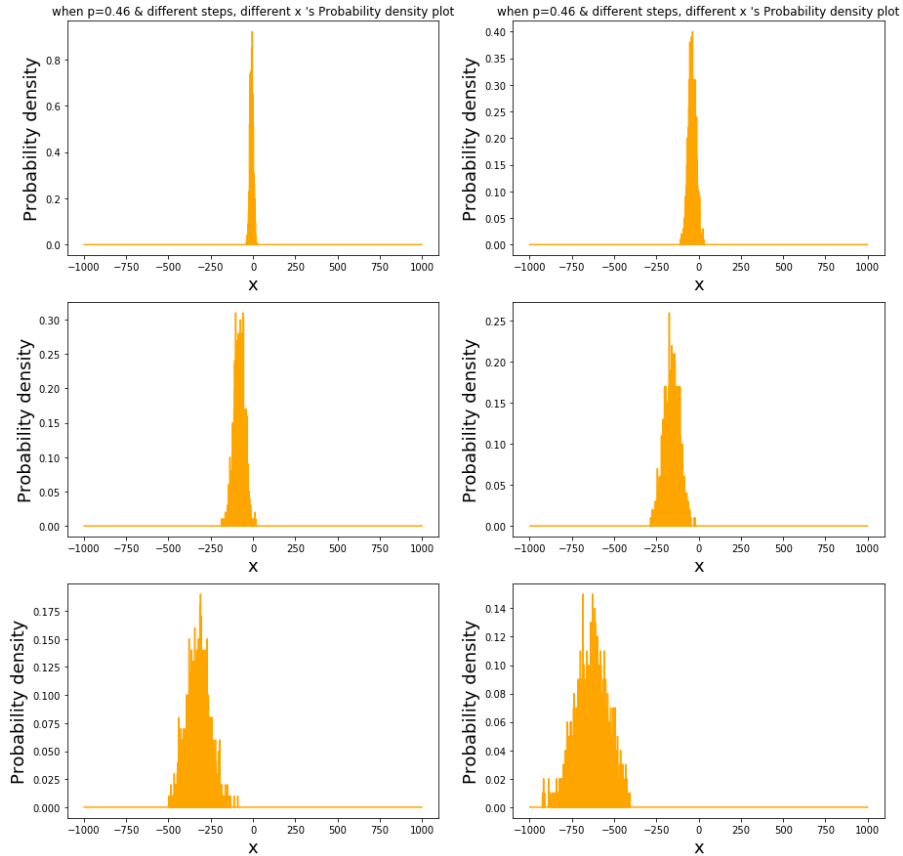 when p=0.46 & different steps, different x 's Probability density plot
Probability density
0.8
0.6
0.4
0.2
0.0
−1000 −750 −500 −250 0 250 500 750 1000
x
when p=0.46 & different steps, different x 's Probability density plot
Probability density
0.40
0.35
0.30
0.25
0.20
0.15
0.10
0.05
0.00
−1000 −750 −500 −250 0 250 500 750 1000
x
Probability density
0.30
0.25
0.20
0.15
0.10
0.05
0.00
−1000 −750 −500 −250 0 250 500 750 1000
x
Probability density
0.25
0.20
0.15
0.10
0.05
0.00
−1000 −750 −500 −250 0 250 500 750 1000
x
Probability density
0.175
0.150
0.125
0.100
0.075
0.050
0.025
0.000
−1000 −750 −500 −250 0 250 500 750 1000
x
Probability density
0.14
0.12
0.10
0.08
0.06
0.04
0.02
0.00
−1000 −750 −500 −250 0 250 500 750 1000
x